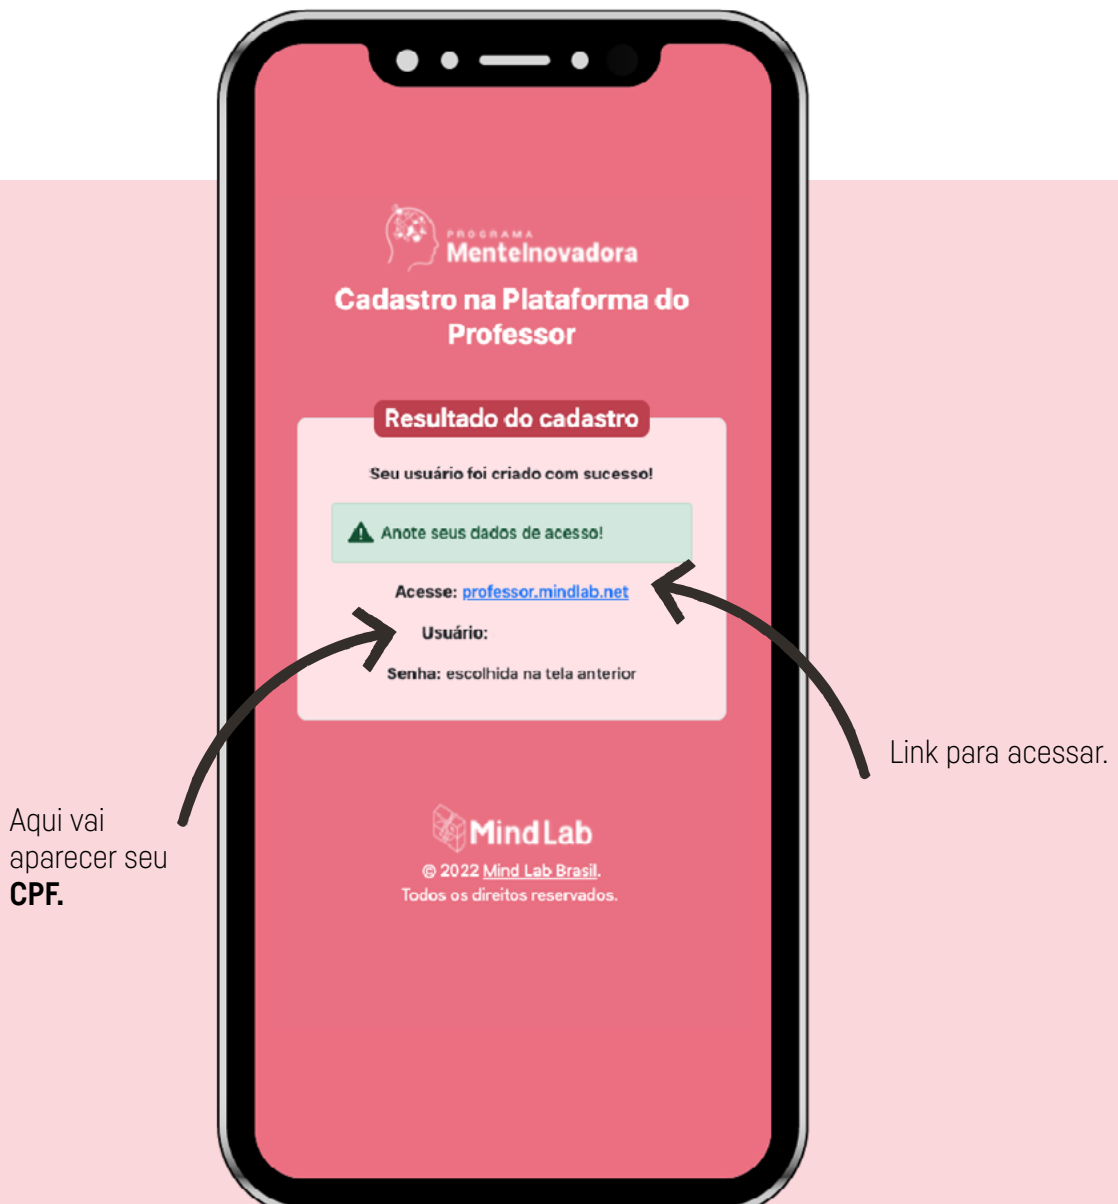 PROGRAMA
MenteInovadora
Cadastro na Plataforma do
Professor
Resultado do cadastro
Seu usuário foi criado com sucesso!
Anote seus dados de acesso!
Acesse: professor.mindlab.net
Usuário:
Senha: escolhida na tela anterior
Link para acessar.
Aqui vai
aparecer seu
CPF.
MindLab
© 2022 Mind Lab Brasil.
Todos os direitos reservados.